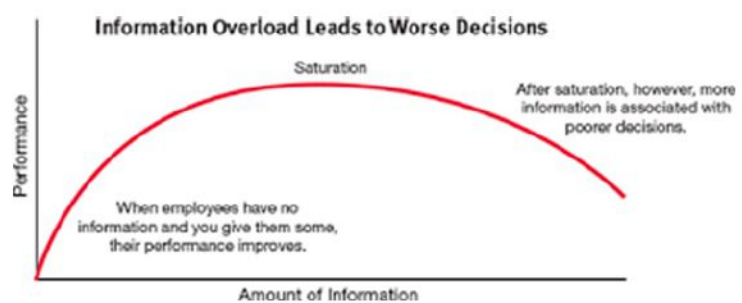 Information Overload Leads to Worse Decisions
Saturation
After saturation, however, more
information is associated with
poorer decisions.
Performance
When employees have no
information and you give them some,
their performance improves.
Amount of Information